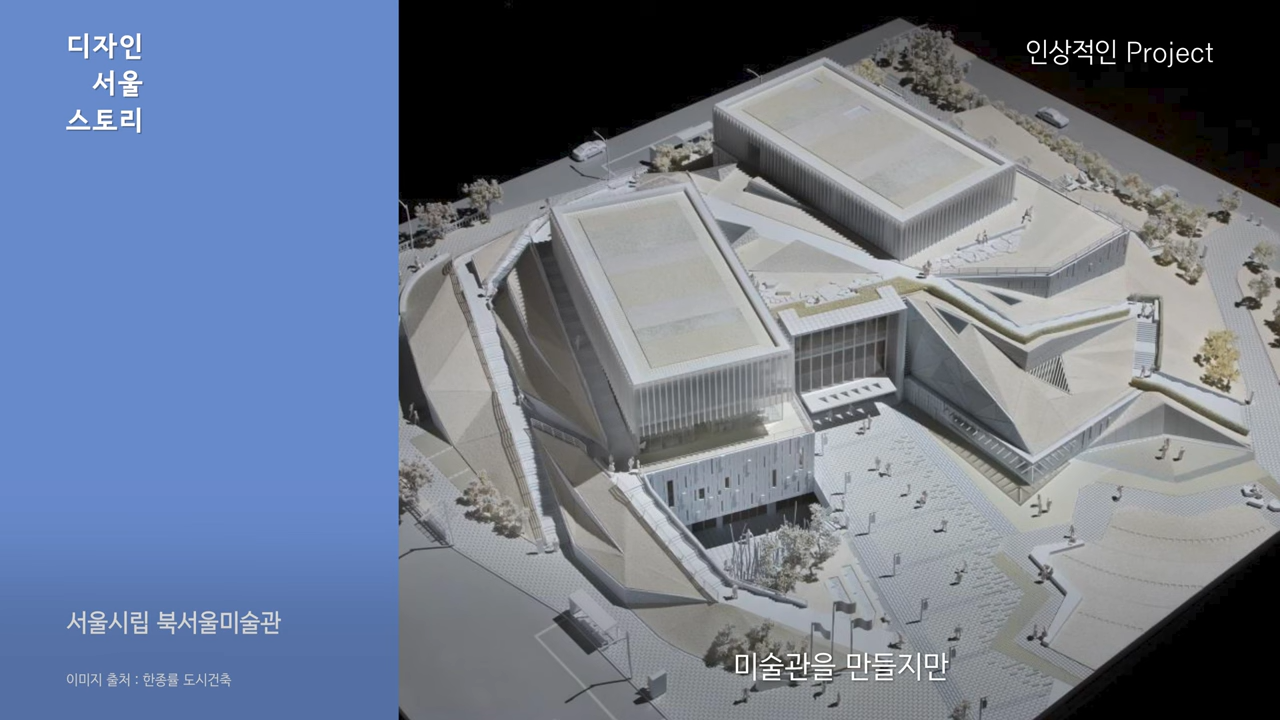 디자인
서울
스토리
인상적인 Project
서울시립 북서울미술관
이미지 출처 : 한종률 도시건축
미술관을 만들지만